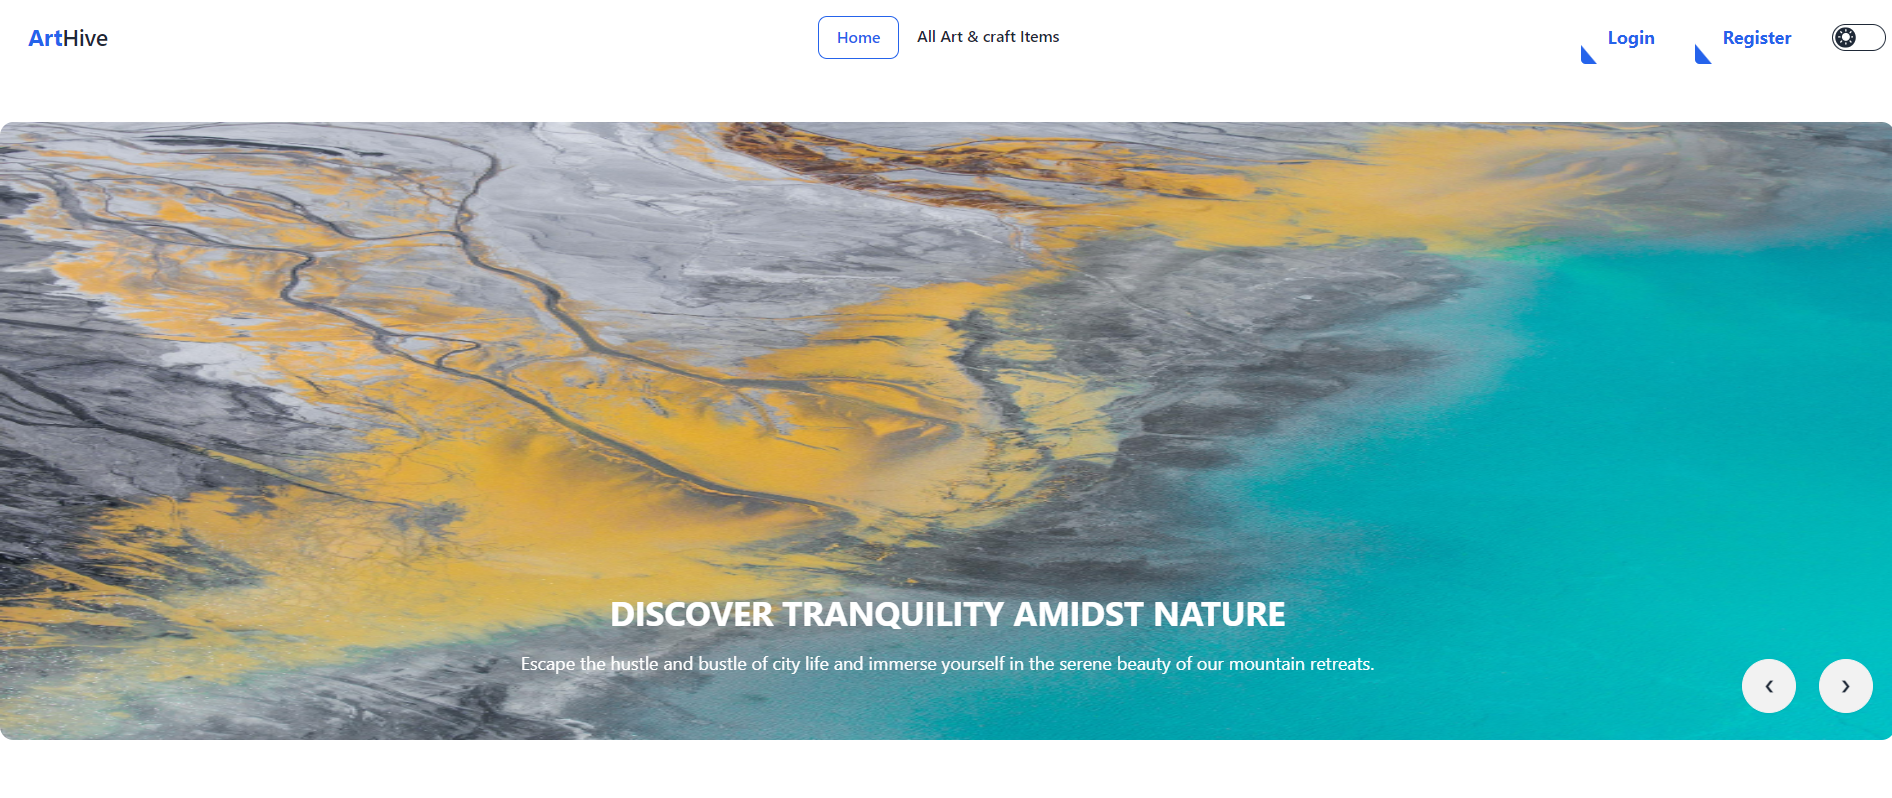 ArtHive
Home
All Art & craft Items
Login
Register
DISCOVER TRANQUILITY AMIDST NATURE
Escape the hustle and bustle of city life and immerse yourself in the serene beauty of our mountain retreats.